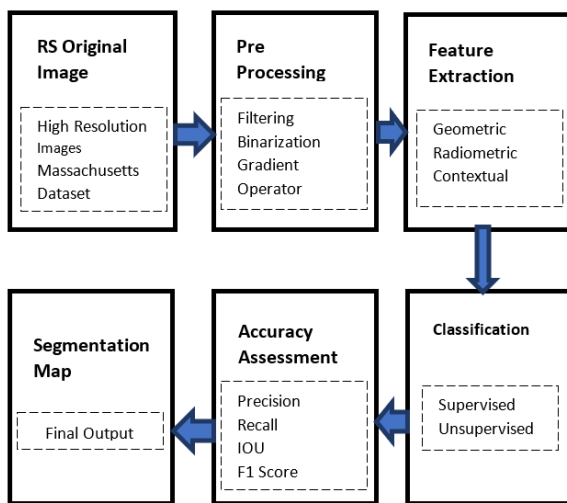 RS Original
Image
High Resolution
Images
Massachusetts
Dataset
Pre
Processing
Filtering
Binarization
Gradient
Operator
Feature
Extraction
Geometric
Radiometric
Contextual
Classification
Supervised
Unsupervised
Accuracy
Assessment
Precision
Recall
IOU
F1 Score
Segmentation
Map
Final Output